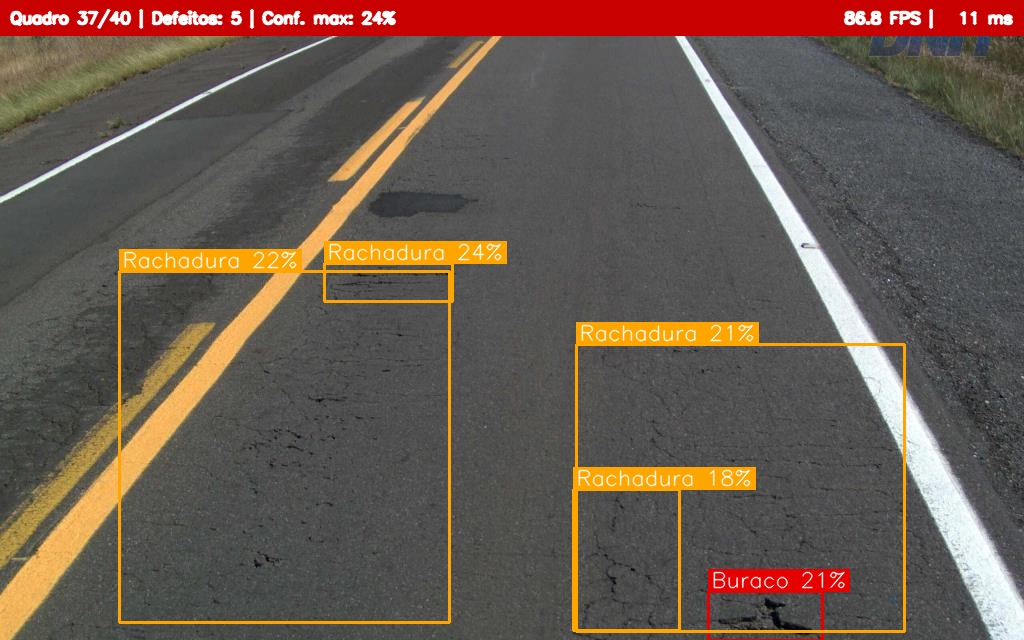 Quadro 37/40 | Defeitos: 5 | Conf. max: 24% 86.8 FPS | 11 ms
DNIT
Rachadura 24%
Rachadura 22%
Rachadura 21%
Rachadura 18%
Buraco 21%